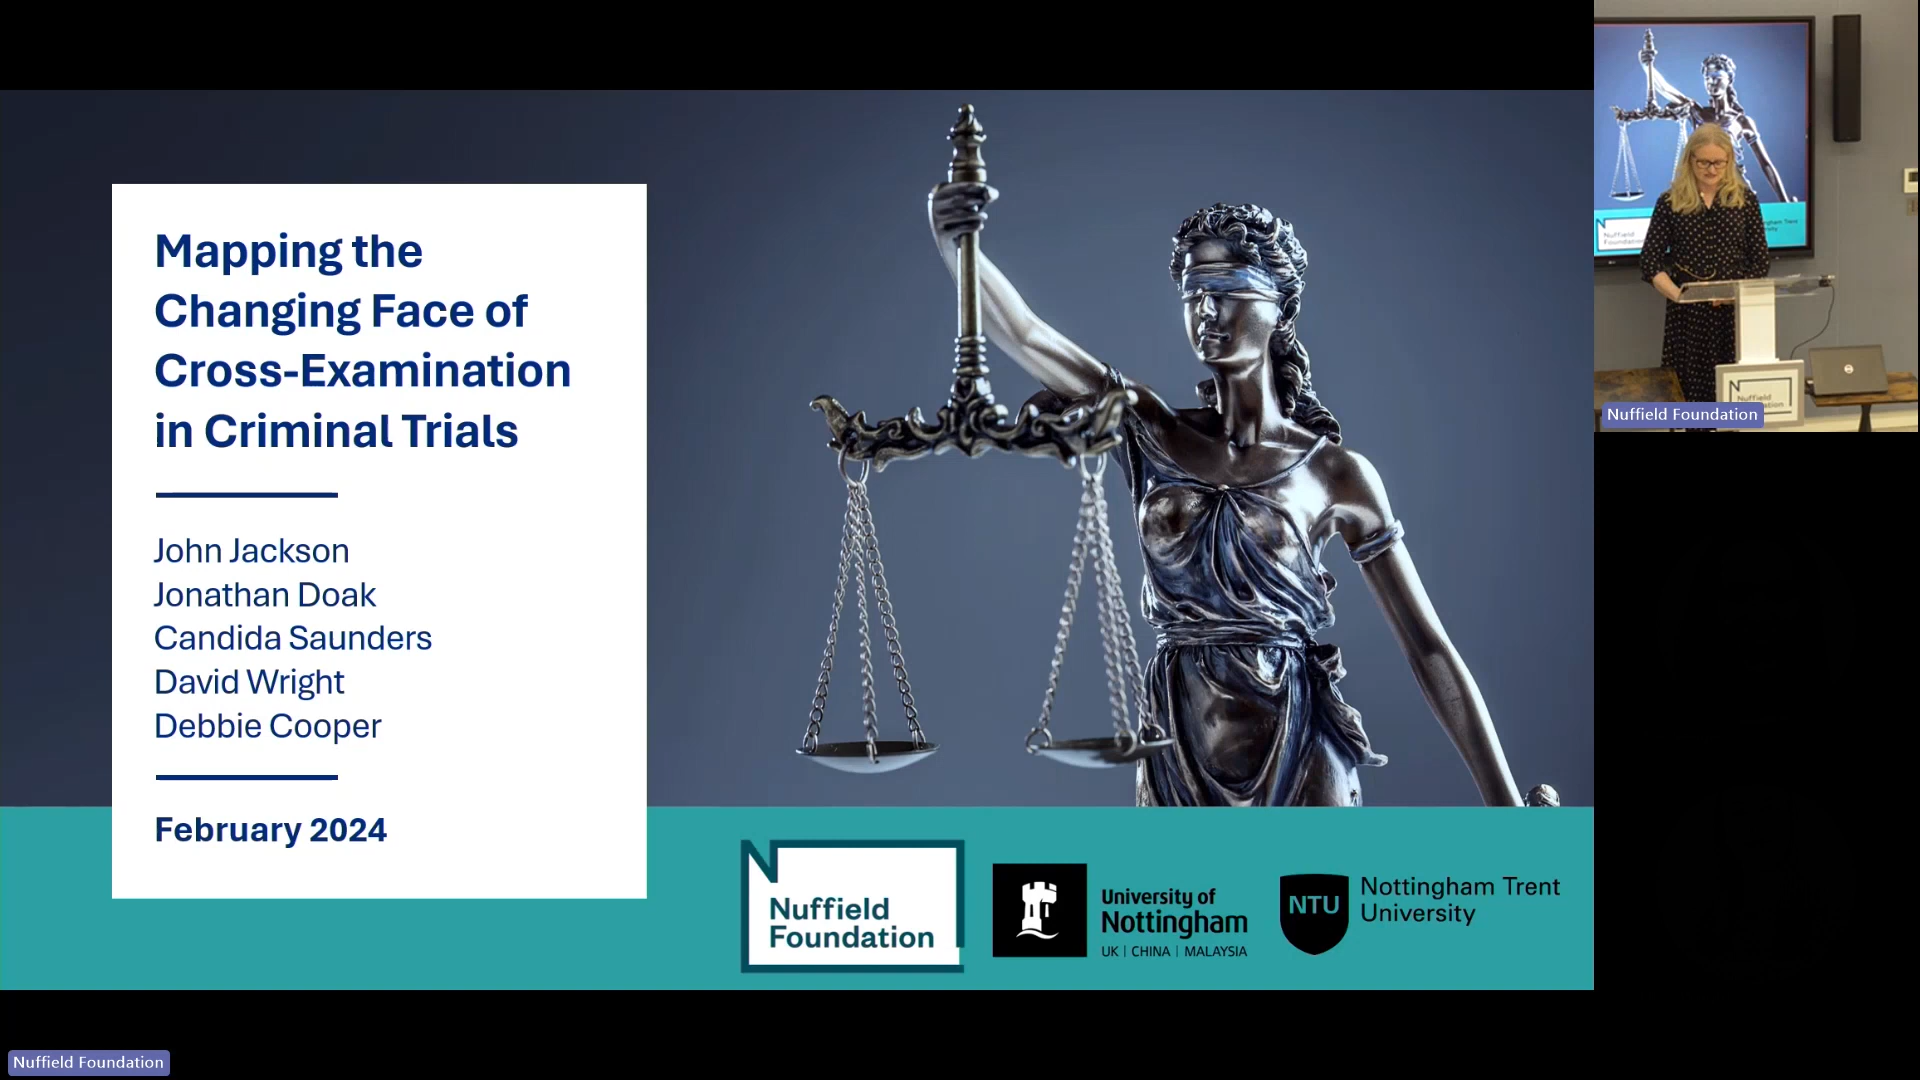 Mapping the
Changing Face of
Cross-Examination
in Criminal Trials
John Jackson
Jonathan Doak
Candida Saunders
David Wright
Debbie Cooper
February 2024
Nuffield
Foundation
University of
Nottingham
UK | CHINA | MALAYSIA
NTU
Nottingham Trent
University
Nuffield Foundation
Nuffield
Foundation
Nuffield Foundation